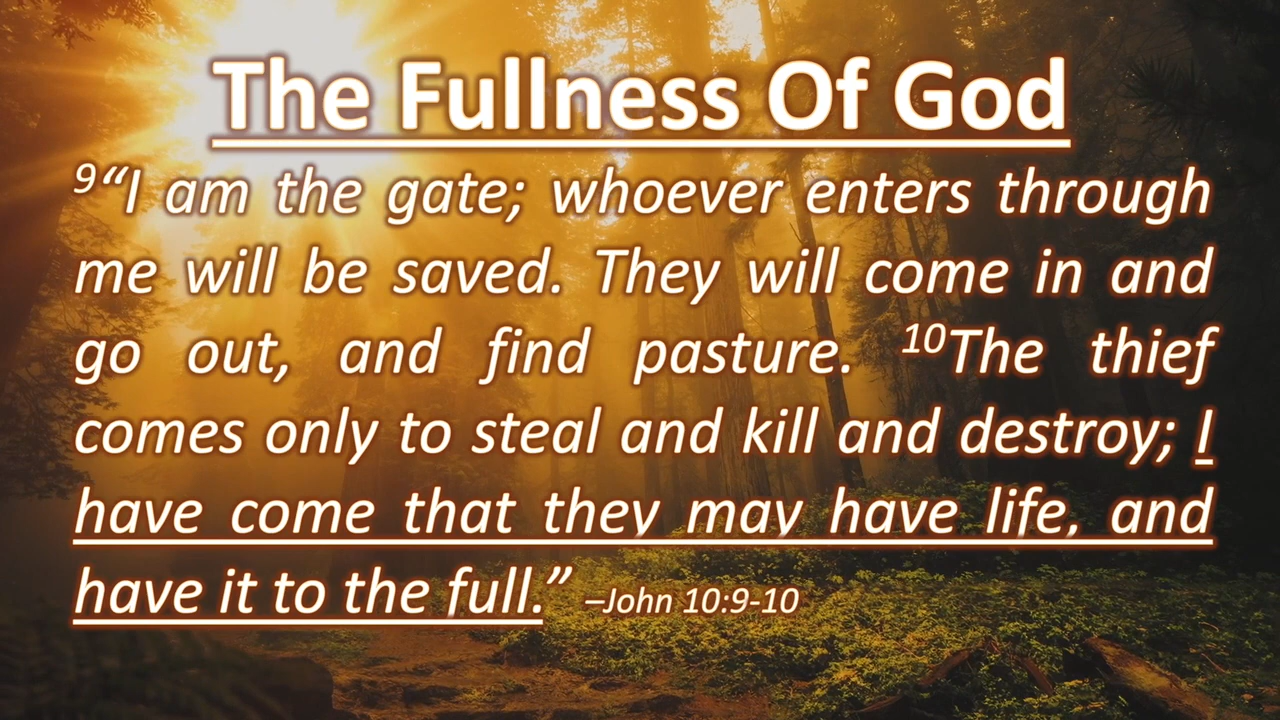 The Fullness Of God
⁹“I am the gate; whoever enters through
me will be saved. They will come in and
go out, and find pasture. ¹⁰The thief
comes only to steal and kill and destroy; I
have come that they may have life, and
have it to the full.” –John 10:9-10